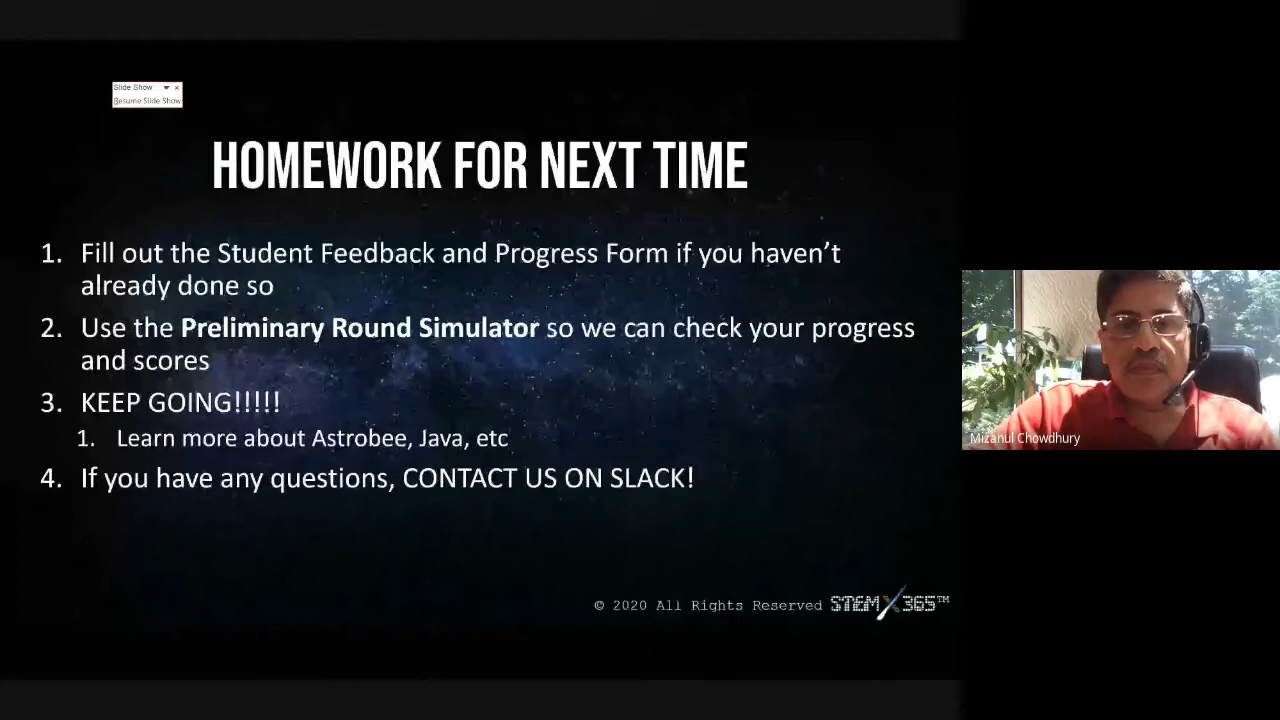 Slide Show
Resume Slide Show
HOMEWORK FOR NEXT TIME
1. Fill out the Student Feedback and Progress Form if you haven’t
already done so
2. Use the Preliminary Round Simulator so we can check your progress
and scores
3. KEEP GOING!!!!!
1. Learn more about Astrobee, Java, etc
4. If you have any questions, CONTACT US ON SLACK!
© 2020 All Rights Reserved STEMX365™
Mizanul Chowdhury